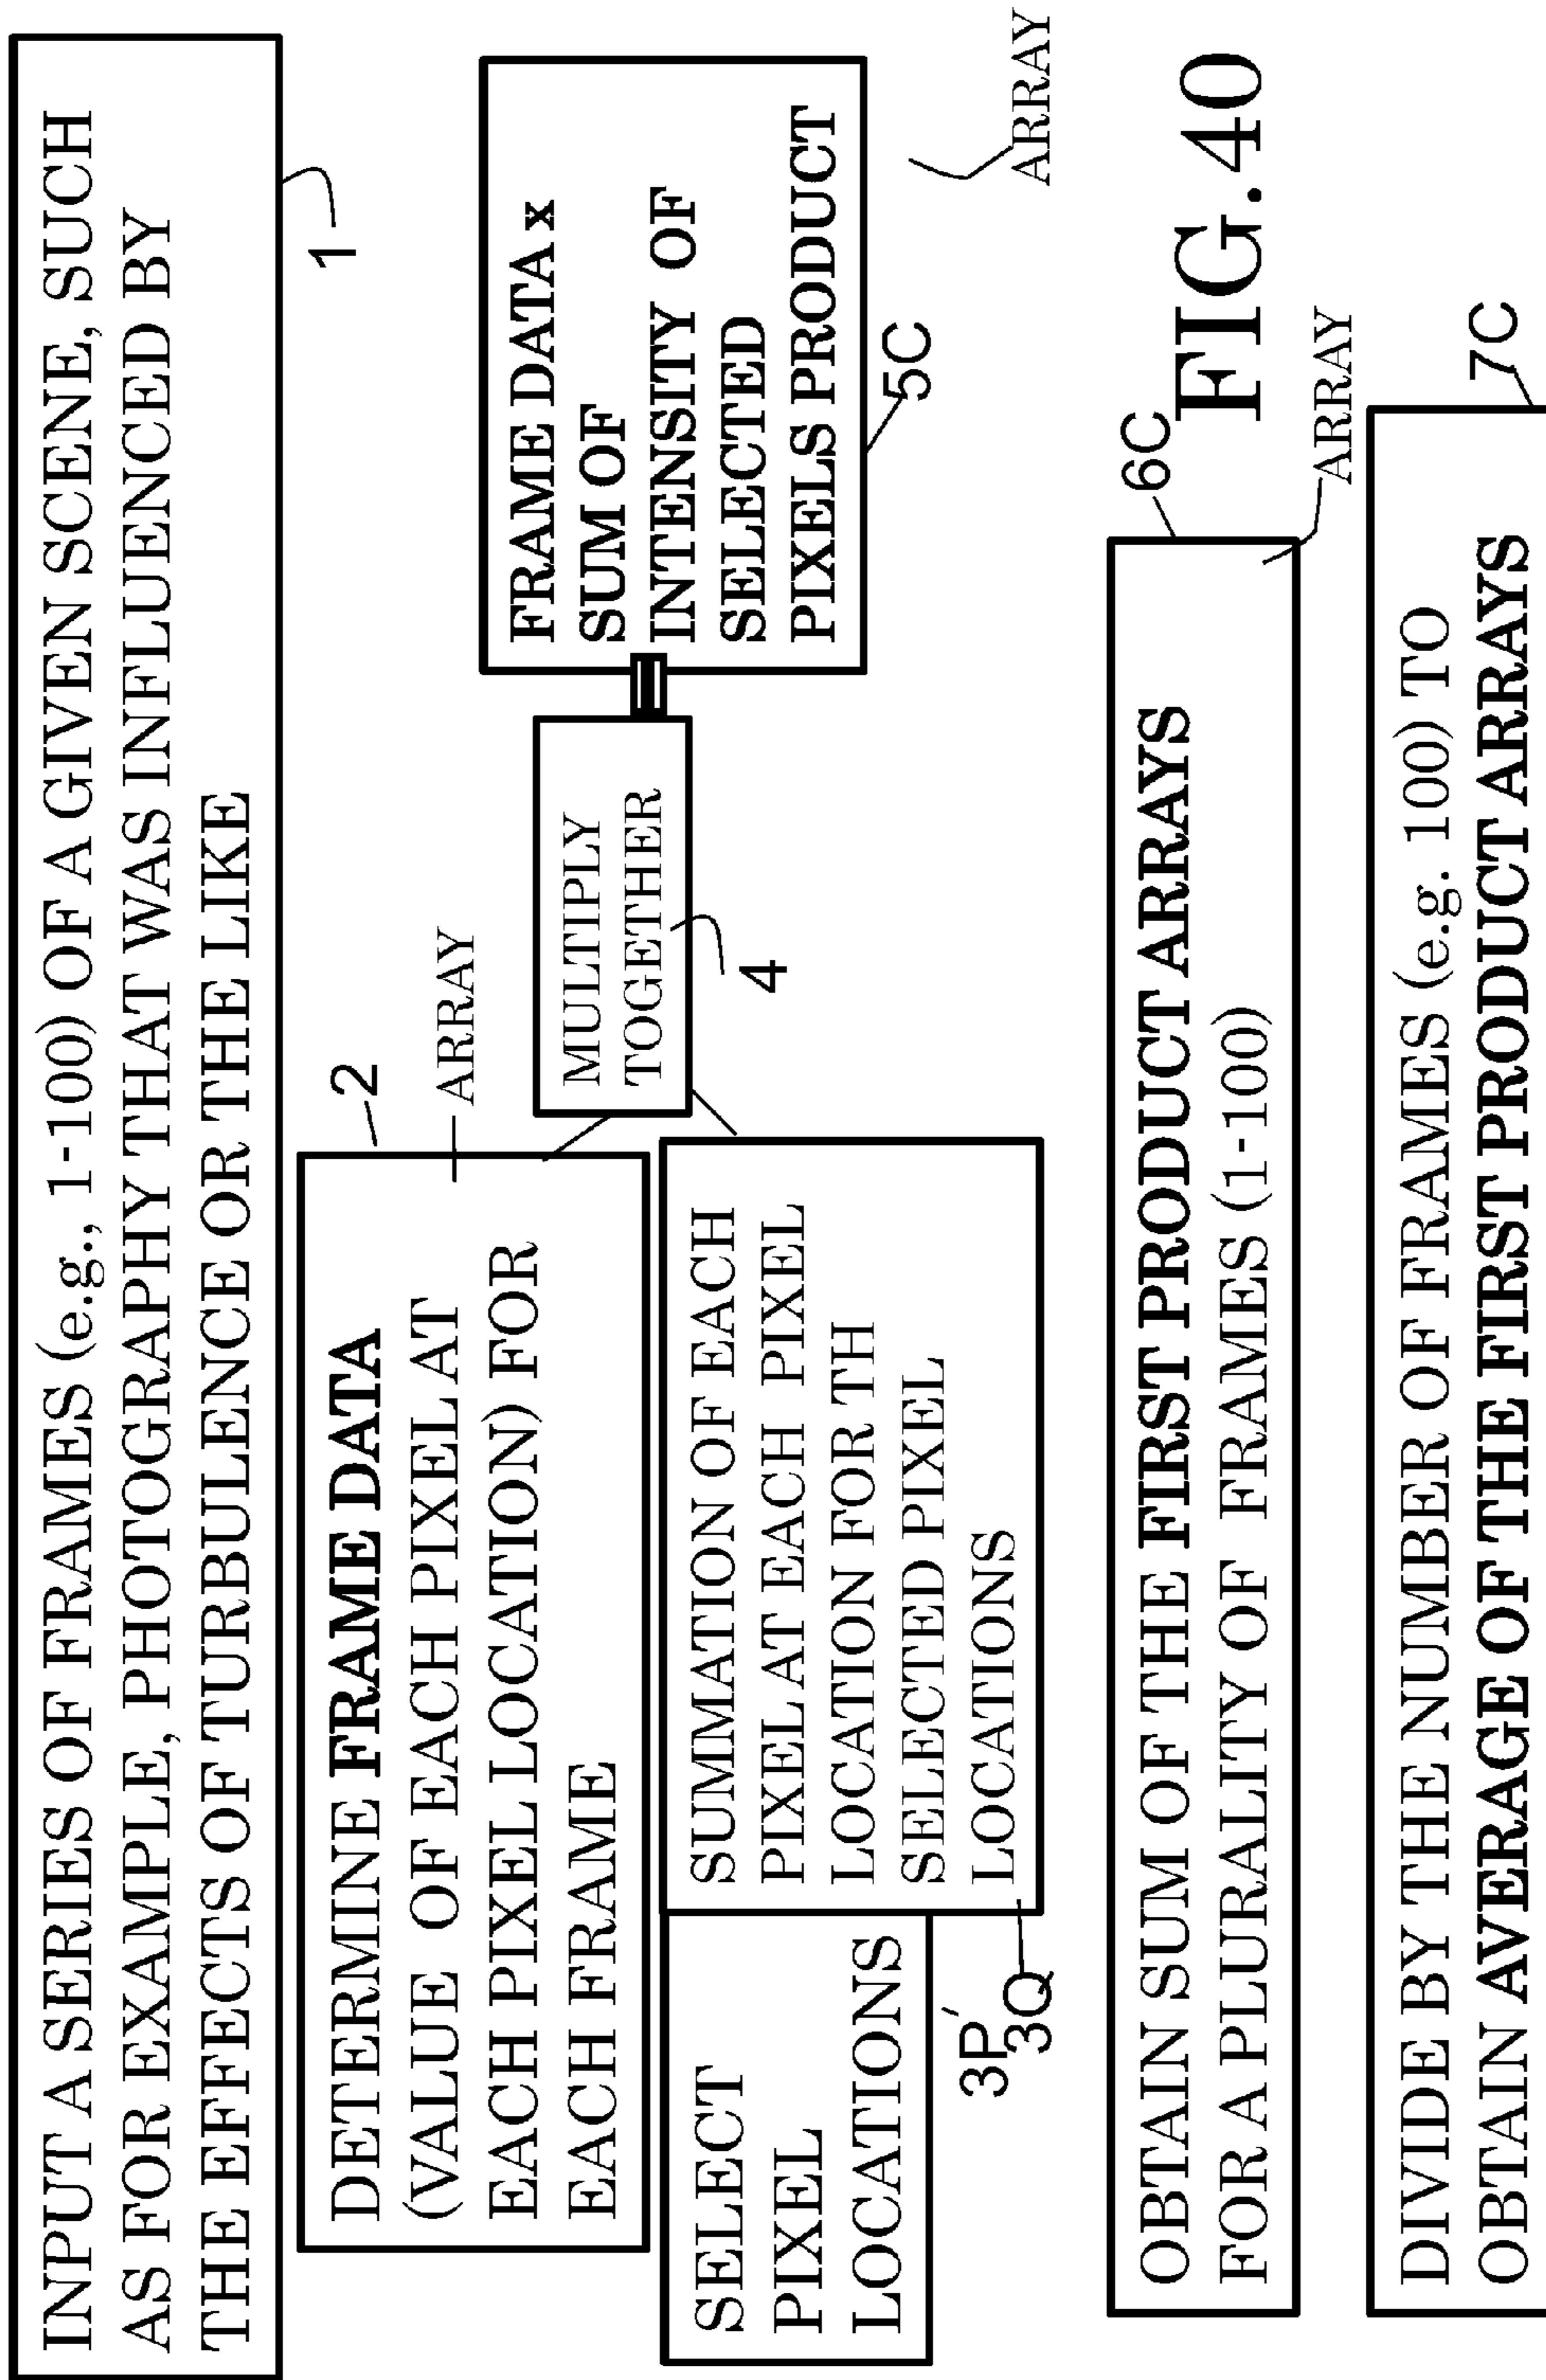 INPUT A SERIES OF FRAMES (e.g., 1-100) OF A GIVEN SCENE, SUCH
AS FOR EXAMPLE, PHOTOGRAPHY THAT WAS INFLUENCED BY
THE EFFECTS OF TURBULENCE OR THE LIKE
1
DETERMINE FRAME DATA
(VALUE OF EACH PIXEL AT
EACH PIXEL LOCATION) FOR
EACH FRAME
2
ARRAY
SELECT
PIXEL
LOCATIONS
3P'
SUMMATION OF EACH
PIXEL AT EACH PIXEL
LOCATION FOR TH
SELECTED PIXEL
LOCATIONS
3Q
MULTIPLY
TOGETHER
4
FRAME DATA x
SUM OF
INTENSITY OF
SELECTED
PIXELS PRODUCT
5C
ARRAY
OBTAIN SUM OF THE FIRST PRODUCT ARRAYS
FOR A PLURALITY OF FRAMES (1-100)
6C
ARRAY
FIG.40
DIVIDE BY THE NUMBER OF FRAMES (e.g. 100) TO
OBTAIN AVERAGE OF THE FIRST PRODUCT ARRAYS
7C